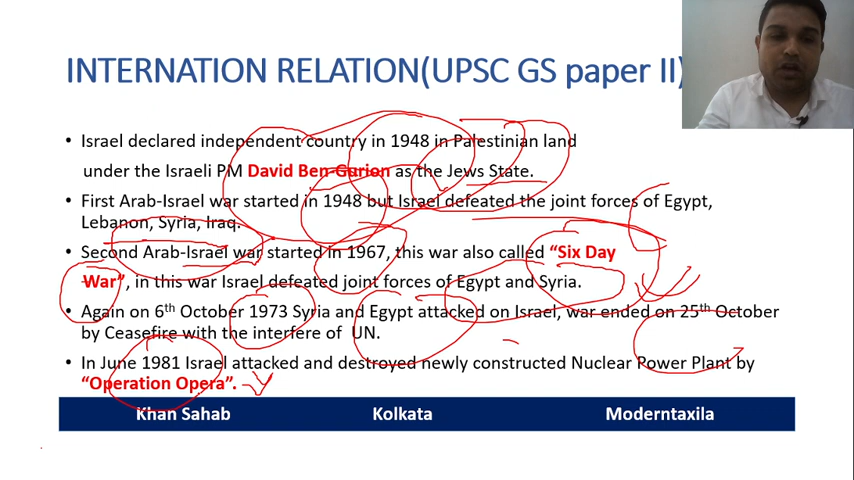 INTERNATION RELATION(UPSC GS paper II)
• Israel declared independent country in 1948 in Palestinian land
under the Israeli PM David Ben-Gurion as the Jews State.
• First Arab-Israel war started in 1948 but Israel defeated the joint forces of Egypt,
Lebanon, Syria, Iraq.
• Second Arab-Israel war started in 1967, this war also called “Six Day
War”, in this war Israel defeated joint forces of Egypt and Syria.
• Again on 6th October 1973 Syria and Egypt attacked on Israel, war ended on 25th October
by Ceasefire with the interfere of UN.
• In June 1981 Israel attacked and destroyed newly constructed Nuclear Power Plant by
“Operation Opera”.
Khan Sahab Kolkata Moderntaxila